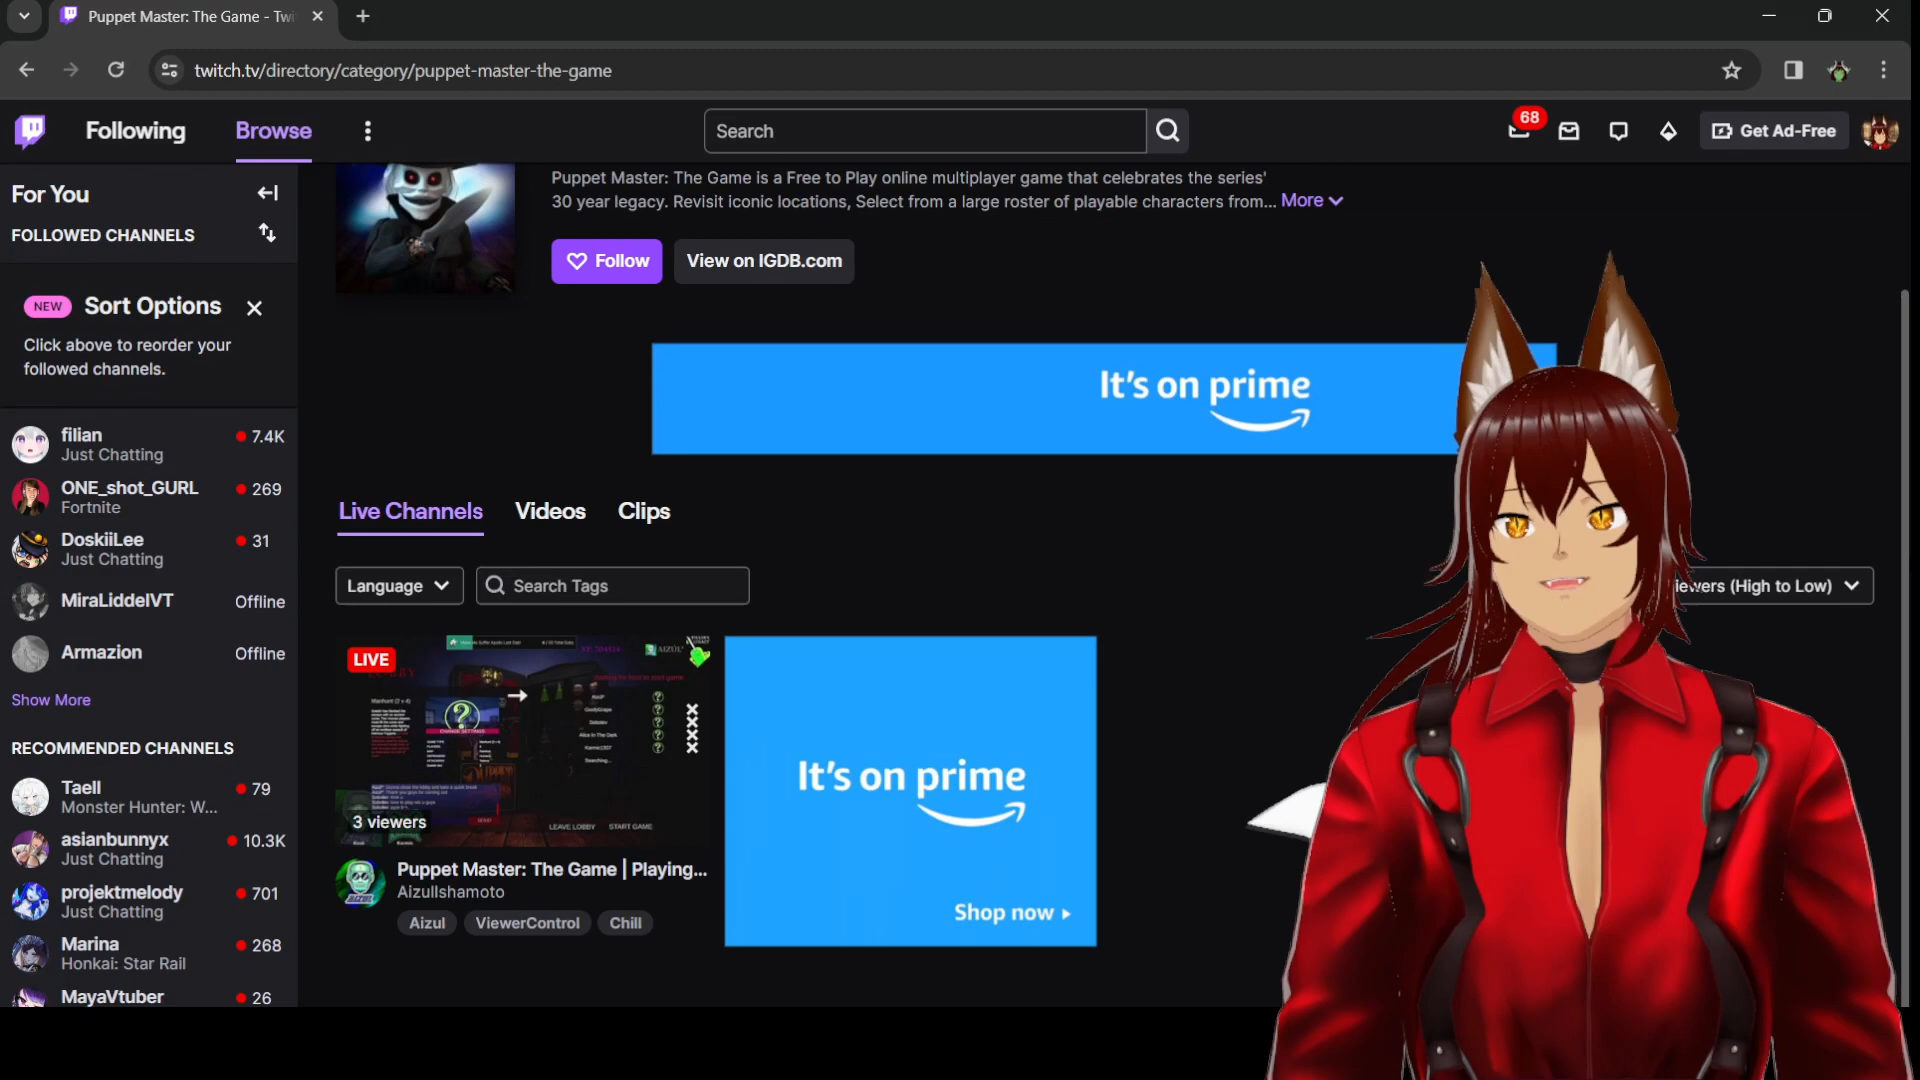 Puppet Master: The Game - Twi
twitch.tv/directory/category/puppet-master-the-game
Following
Browse
Search
68
Get Ad-Free
For You
FOLLOWED CHANNELS
NEW Sort Options
Click above to reorder your
followed channels.
filian 7.4K
Just Chatting
ONE_shot_GURL 269
Fortnite
DoskiiLee 31
Just Chatting
MiraLiddelVT Offline
Armazion Offline
Show More
RECOMMENDED CHANNELS
Taell 79
Monster Hunter: W...
asianbunnyx 10.3K
Just Chatting
projektmelody 701
Just Chatting
Marina 268
Honkai: Star Rail
MayaVtuber 26
Puppet Master: The Game is a Free to Play online multiplayer game that celebrates the series'
30 year legacy. Revisit iconic locations, Select from a large roster of playable characters from... More
Follow
View on IGDB.com
It's on prime
Live Channels
Videos
Clips
Language
Search Tags
iewers (High to Low)
LIVE
CHANGE SETTINGS
LEAVE LOBBY
START GAME
3 viewers
Puppet Master: The Game | Playing...
AizulIshamoto
Aizul
ViewerControl
Chill
It's on prime
Shop now